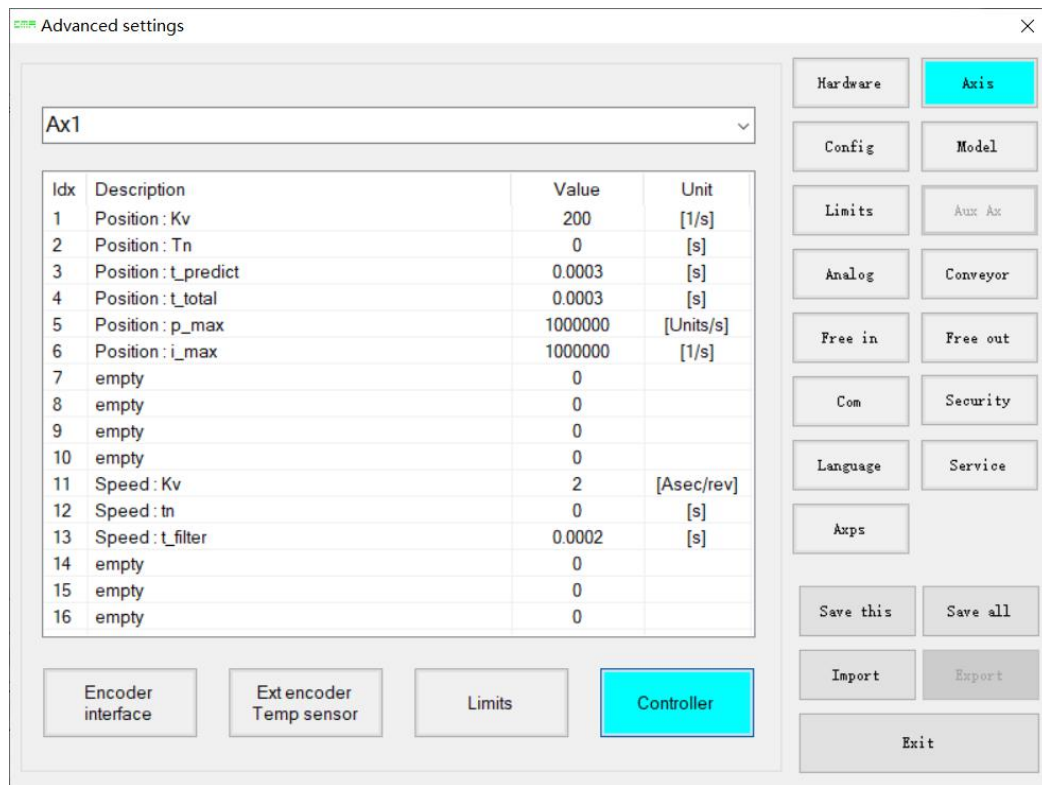 CMA Advanced settings
Ax1
Idx Description Value Unit
1 Position : Kv 200 [1/s]
2 Position : Tn 0 [s]
3 Position : t_predict 0.0003 [s]
4 Position : t_total 0.0003 [s]
5 Position : p_max 1000000 [Units/s]
6 Position : i_max 1000000 [1/s]
7 empty 0
8 empty 0
9 empty 0
10 empty 0
11 Speed : Kv 2 [Asec/rev]
12 Speed : tn 0 [s]
13 Speed : t_filter 0.0002 [s]
14 empty 0
15 empty 0
16 empty 0
Encoder
interface
Ext encoder
Temp sensor
Limits
Controller
Hardware Axis
Config Model
Limits Aux Ax
Analog Conveyor
Free in Free out
Com Security
Language Service
Axps
Save this Save all
Import Export
Exit